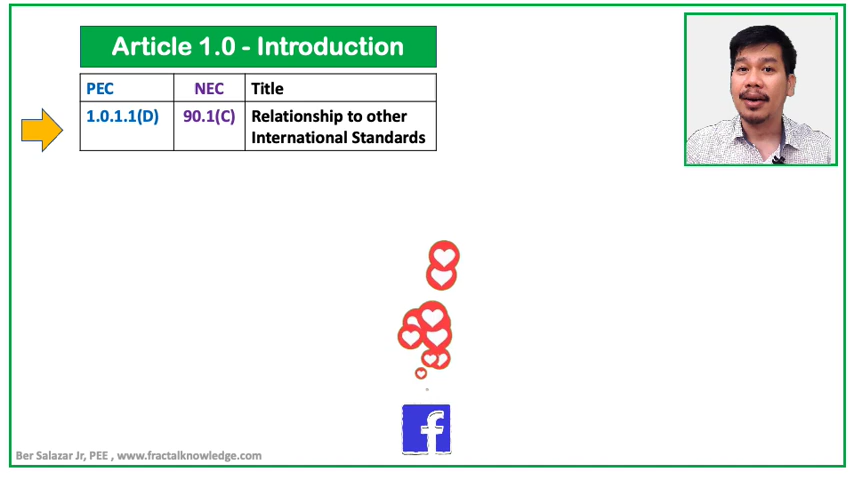 Article 1.0 - Introduction
PEC NEC Title
1.0.1.1(D) 90.1(C) Relationship to other
International Standards
f
Ber Salazar Jr, PEE , www.fractalknowledge.com